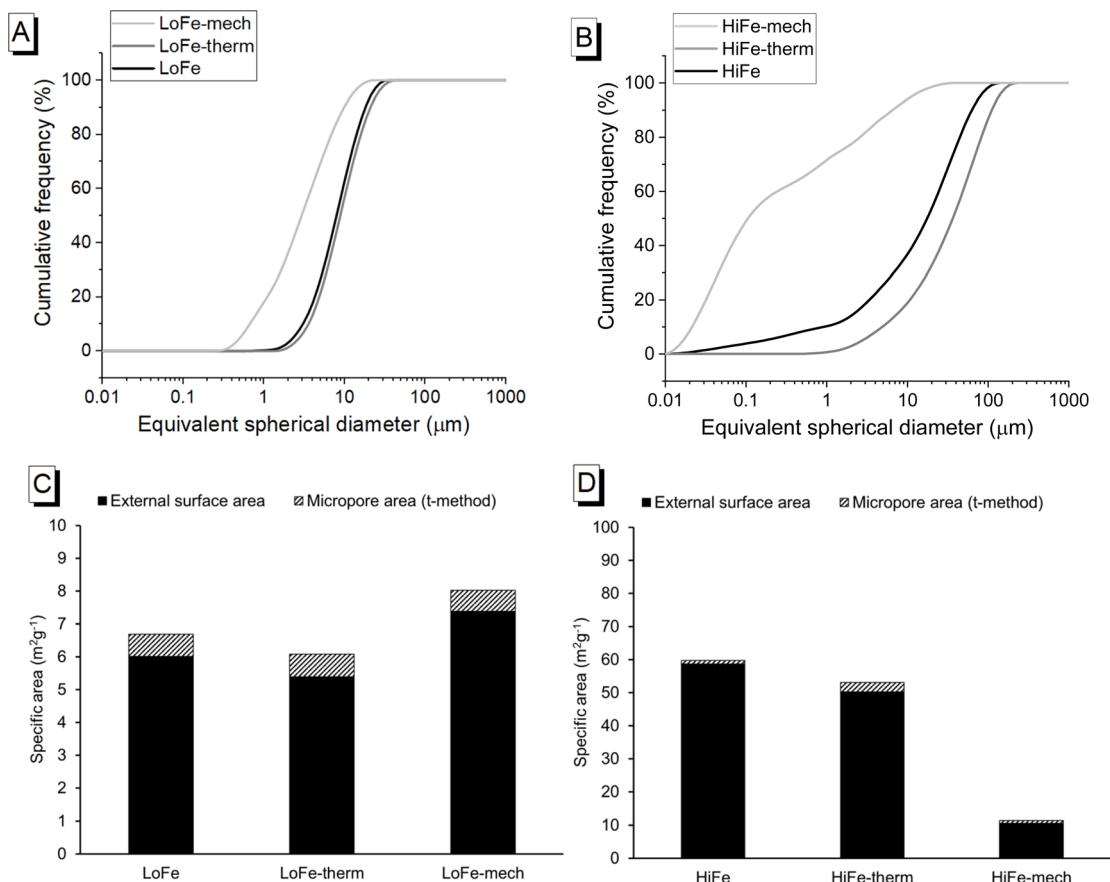 A
LoFe-mech
LoFe-therm
LoFe
Cumulative frequency (%)
100
80
60
40
20
0
0.01 0.1 1 10 100 1000
Equivalent spherical diameter (μm)
B
HiFe-mech
HiFe-therm
HiFe
Cumulative frequency (%)
100
80
60
40
20
0
0.01 0.1 1 10 100 1000
Equivalent spherical diameter (μm)
C
External surface area Micropore area (t-method)
Specific area (m²g⁻¹)
10
9
8
7
6
5
4
3
2
1
0
LoFe LoFe-therm LoFe-mech
D
External surface area Micropore area (t-method)
Specific area (m²g⁻¹)
100
90
80
70
60
50
40
30
20
10
0
HiFe HiFe-therm HiFe-mech